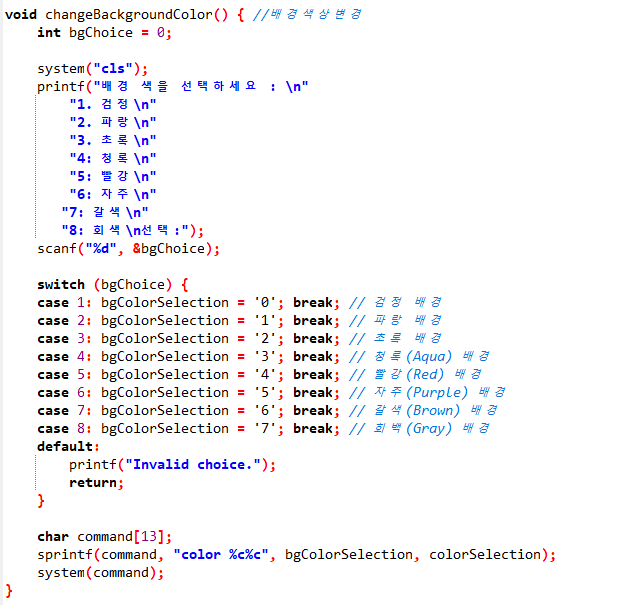 void changeBackgroundColor() { //배경색상변경
    int bgChoice = 0;

    system("cls");
    printf("배경 색을 선택하세요 : \n"
        "1. 검정\n"
        "2. 파랑\n"
        "3. 초록\n"
        "4: 청록\n"
        "5: 빨강\n"
        "6: 자주\n"
       "7: 갈색\n"
       "8: 회색\n선택:");
    scanf("%d", &bgChoice);

    switch (bgChoice) {
    case 1: bgColorSelection = '0'; break; // 검정 배경
    case 2: bgColorSelection = '1'; break; // 파랑 배경
    case 3: bgColorSelection = '2'; break; // 초록 배경
    case 4: bgColorSelection = '3'; break; // 청록(Aqua) 배경
    case 5: bgColorSelection = '4'; break; // 빨강(Red) 배경
    case 6: bgColorSelection = '5'; break; // 자주(Purple) 배경
    case 7: bgColorSelection = '6'; break; // 갈색(Brown) 배경
    case 8: bgColorSelection = '7'; break; // 회백(Gray) 배경
    default:
        printf("Invalid choice.");
        return;
    }

    char command[13];
    sprintf(command, "color %c%c", bgColorSelection, colorSelection);
    system(command);
}